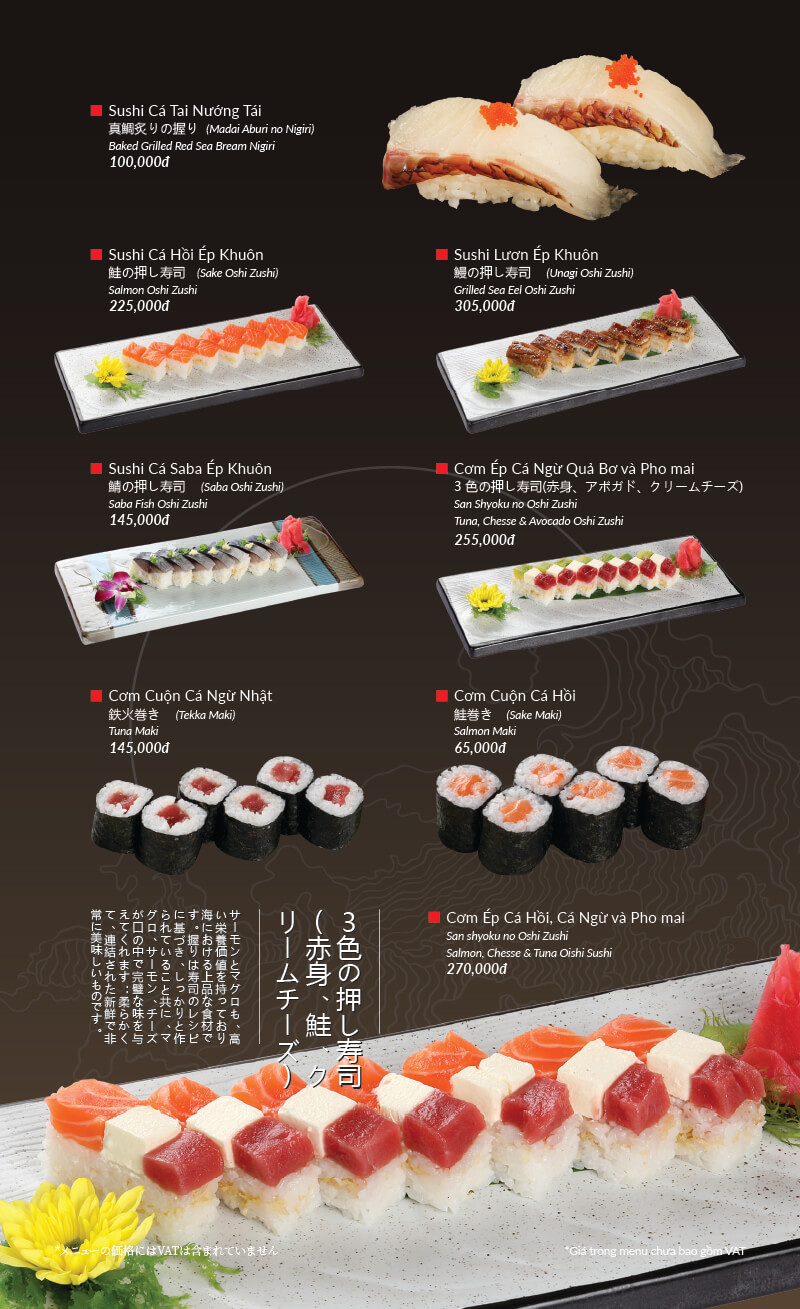 Sushi Cá Tai Nướng Tái
真鯛炙りの握り (Madai Aburi no Nigiri)
Baked Grilled Red Sea Bream Nigiri
100,000đ
Sushi Cá Hồi Ép Khuôn
鮭の押し寿司 (Sake Oshi Zushi)
Salmon Oshi Zushi
225,000đ
Sushi Lươn Ép Khuôn
鰻の押し寿司 (Unagi Oshi Zushi)
Grilled Sea Eel Oshi Zushi
305,000đ
Sushi Cá Saba Ép Khuôn
鯖の押し寿司 (Saba Oshi Zushi)
Saba Fish Oshi Zushi
145,000đ
Cơm Ép Cá Ngừ Quả Bơ và Pho mai
3 色の押し寿司(赤身、アボガド、クリームチーズ)
San Shyoku no Oshi Zushi
Tuna, Chesse & Avocado Oshi Zushi
255,000đ
Cơm Cuộn Cá Ngừ Nhật
鉄火巻き (Tekka Maki)
Tuna Maki
145,000đ
Cơm Cuộn Cá Hồi
鮭巻き (Sake Maki)
Salmon Maki
65,000đ
3色の押し寿司
(赤身、鮭、ク
リームチーズ)
サーモンとマグロも、高
い栄養価値を持っており
海における上品な食材で
す。握りは寿司のレシピ
に基づき、しっかりと作
られていること共に、マ
グロ、サーモン、チーズ
が口の中で完璧な味を与
えてくれます；柔らかく
て、連結された新鮮で非
常に美味しいものです。
Cơm Ép Cá Hồi, Cá Ngừ và Pho mai
San shyoku no Oshi Zushi
Salmon, Chesse & Tuna Oishi Sushi
270,000đ
*メニューの価格にはVATは含まれていません
*Giá trong menu chưa bao gồm VAT